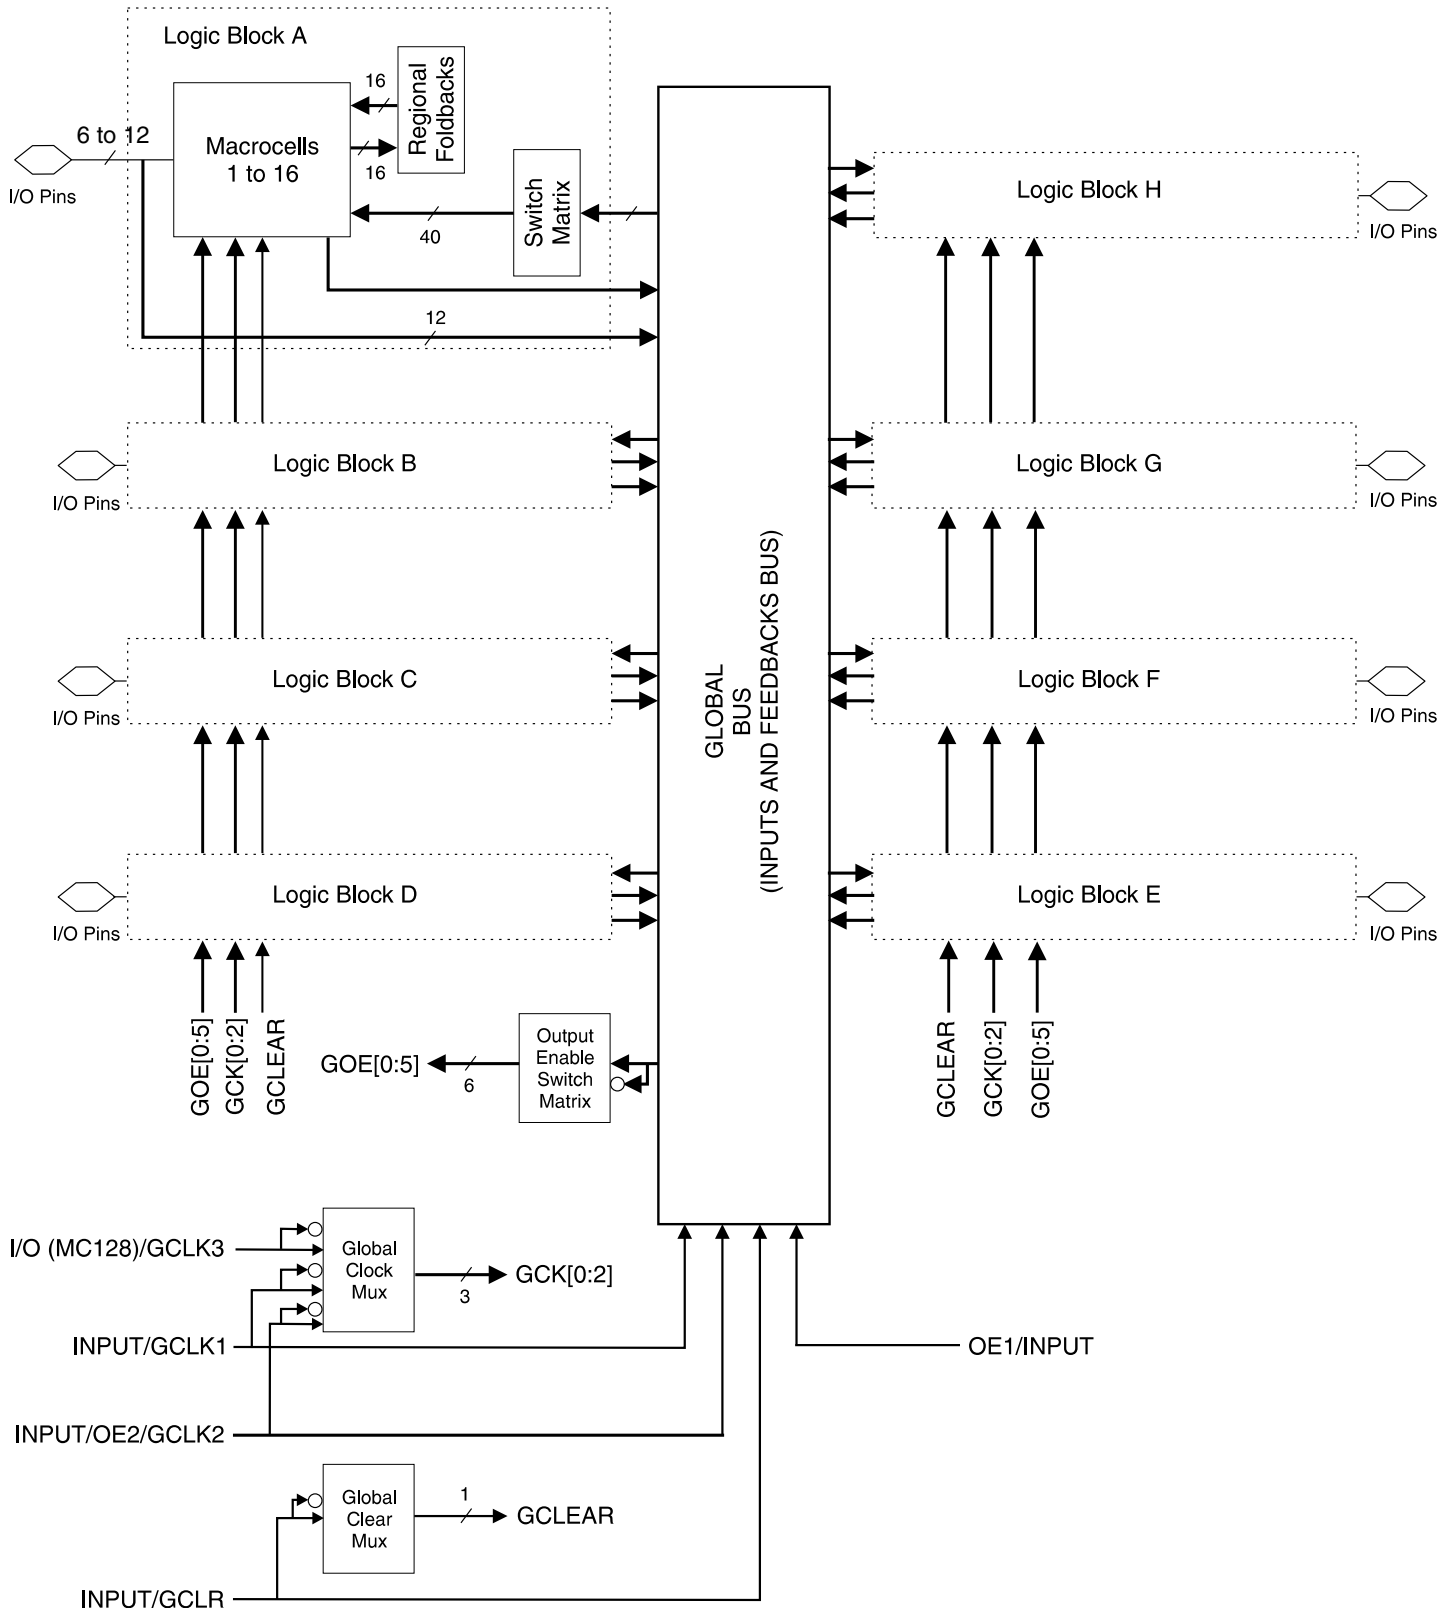 Logic Block A
16
Regional
Foldbacks
6 to 12
Macrocells
1 to 16
16
I/O Pins
40
Switch
Matrix
12
Logic Block H
I/O Pins
Logic Block B
I/O Pins
Logic Block G
I/O Pins
Logic Block C
I/O Pins
Logic Block F
I/O Pins
GLOBAL
BUS
(INPUTS AND FEEDBACKS BUS)
Logic Block D
I/O Pins
Logic Block E
I/O Pins
GOE[0:5]
GCK[0:2]
GCLEAR
GCLEAR
GCK[0:2]
GOE[0:5]
GOE[0:5]
6
Output
Enable
Switch
Matrix
I/O (MC128)/GCLK3
Global
Clock
Mux
3
GCK[0:2]
INPUT/GCLK1
OE1/INPUT
INPUT/OE2/GCLK2
Global
Clear
Mux
1
GCLEAR
INPUT/GCLR